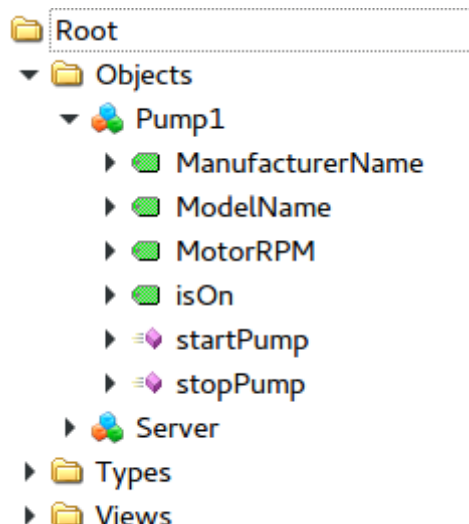 Root
Objects
Pump1
ManufacturerName
ModelName
MotorRPM
isOn
startPump
stopPump
Server
Types
Views